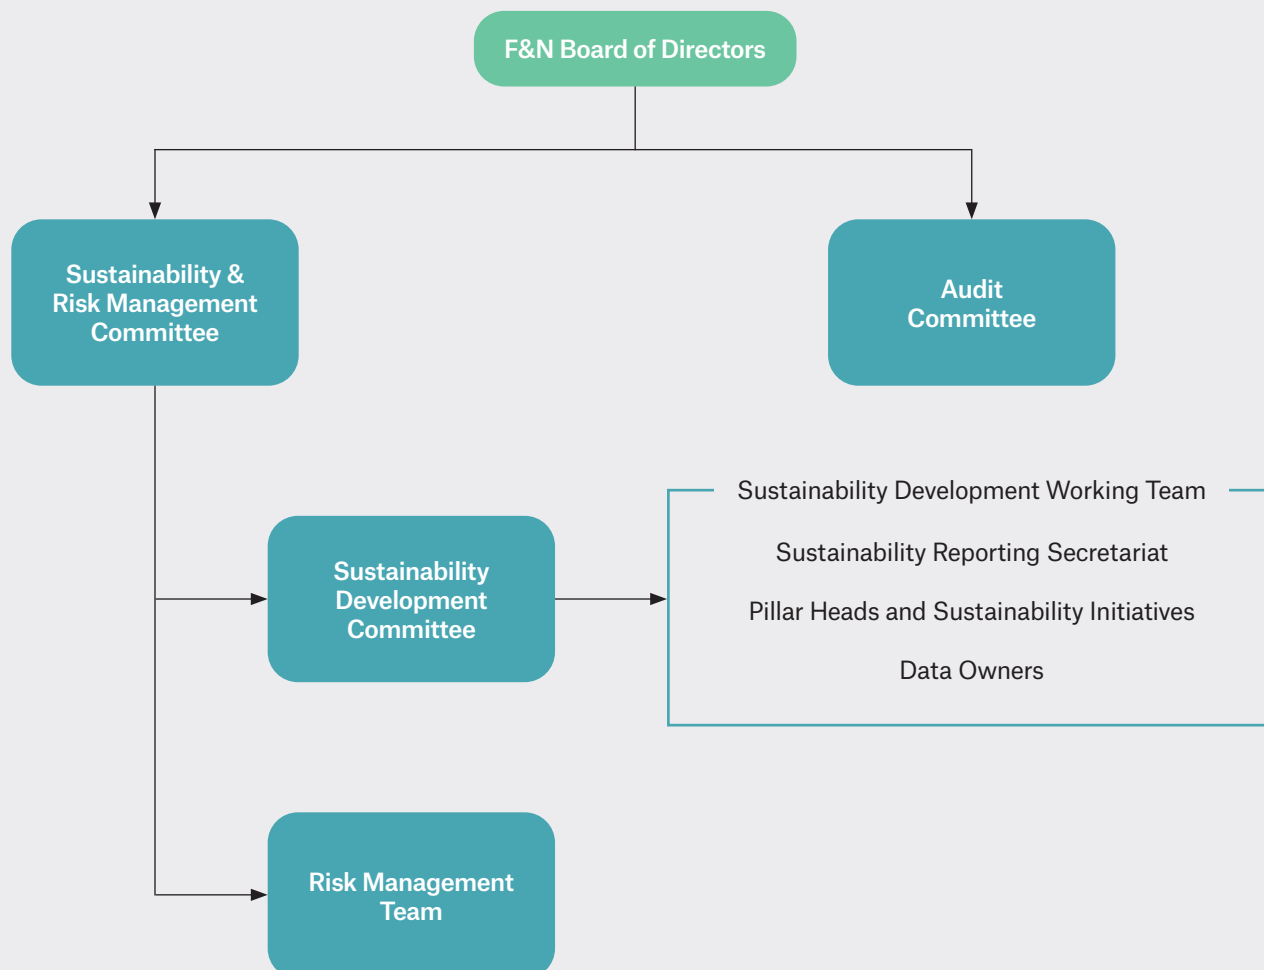 F&N Board of Directors
Sustainability &
Risk Management
Committee
Audit
Committee
Sustainability
Development
Committee
Sustainability Development Working Team
Sustainability Reporting Secretariat
Pillar Heads and Sustainability Initiatives
Data Owners
Risk Management
Team